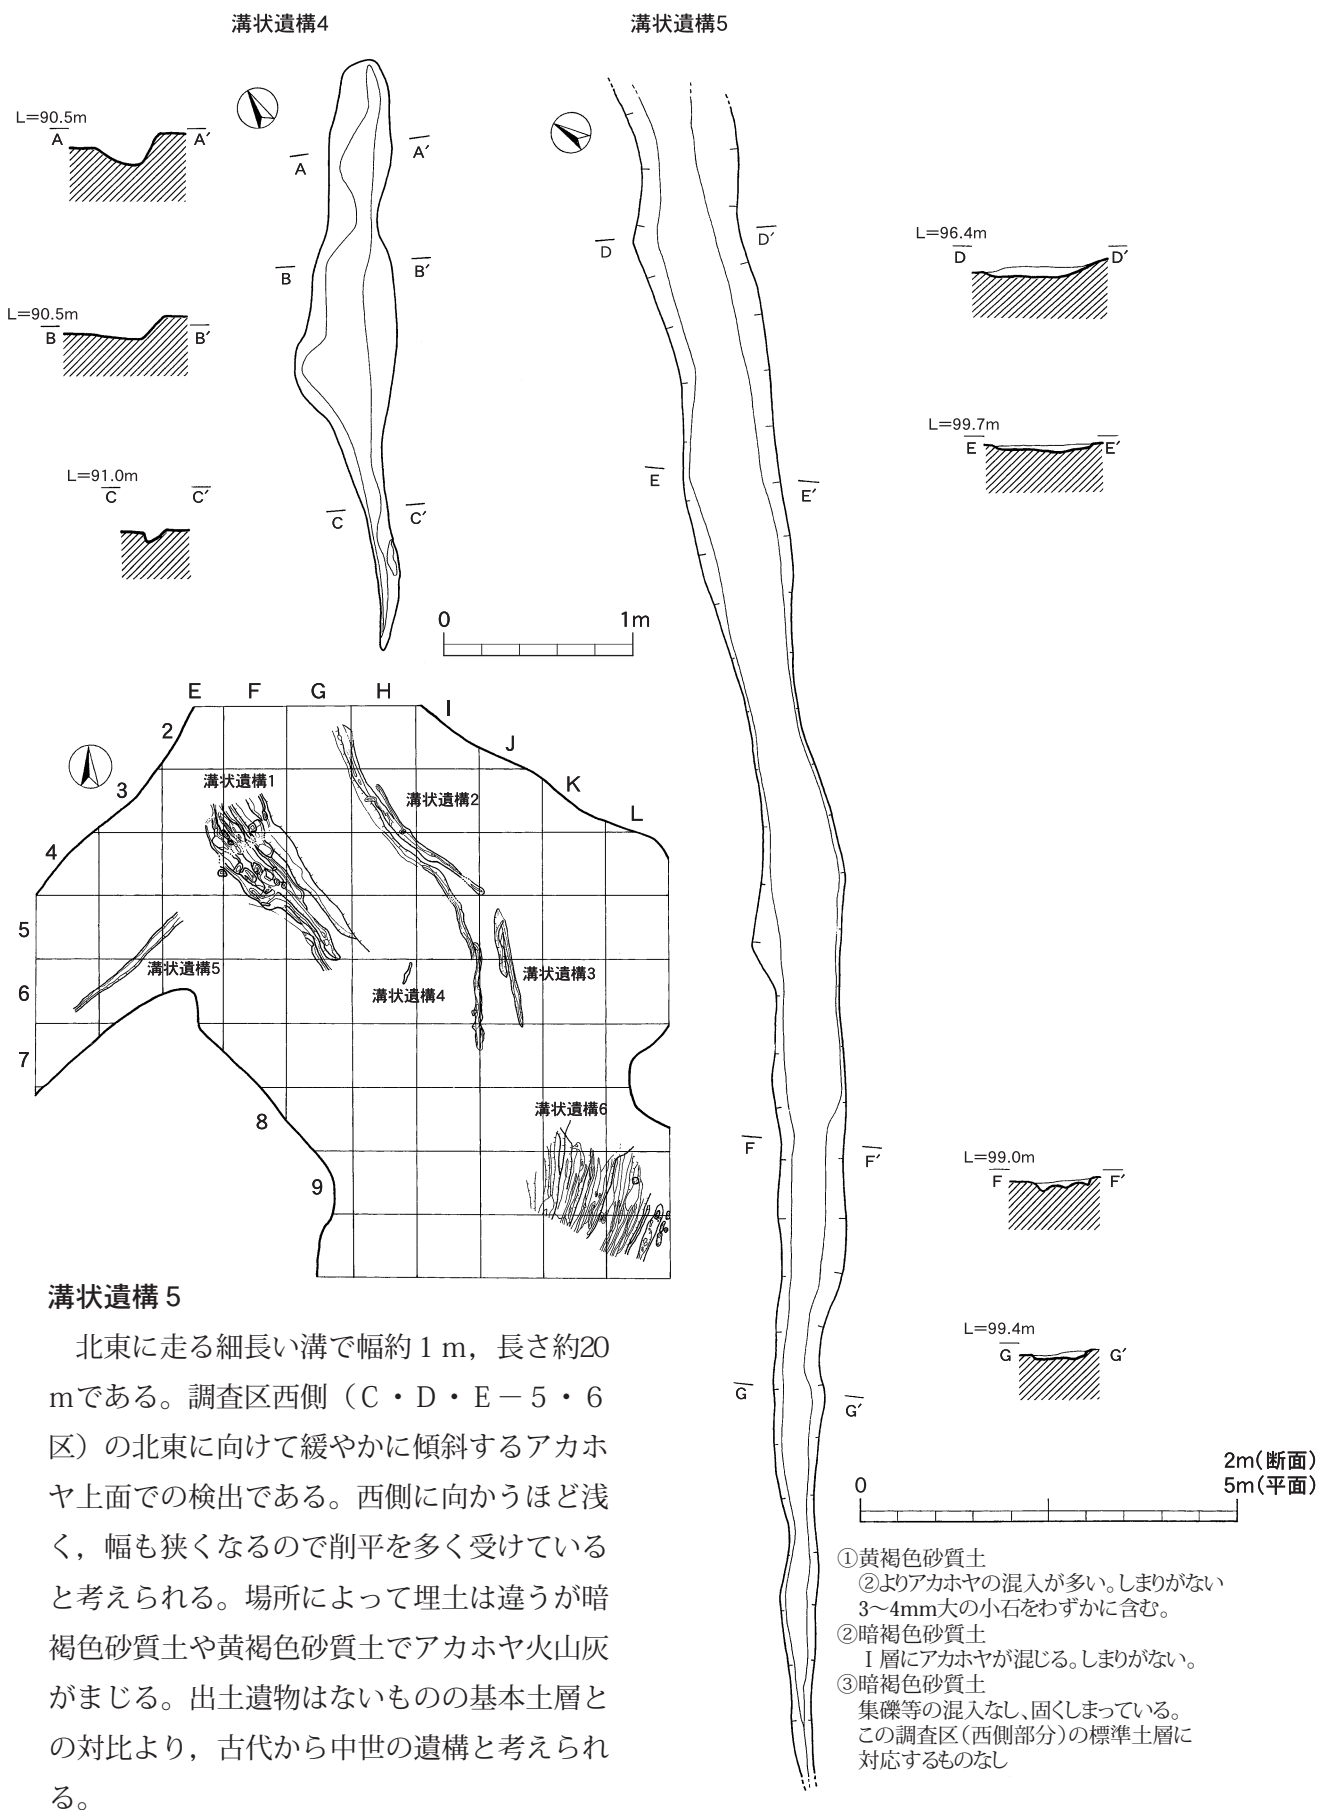 溝状遺構4
L=90.5m
A
A′
L=90.5m
B
B′
L=91.0m
C
C′
A
A′
B
B′
C
C′
0
1m
溝状遺構5
D
D′
E
E′
F
F′
G
G′
L=96.4m
D
D′
L=99.7m
E
E′
L=99.0m
F
F′
L=99.4m
G
G′
E
F
G
H
I
J
K
L
2
3
4
5
6
7
8
9
溝状遺構1
溝状遺構2
溝状遺構5
溝状遺構4
溝状遺構3
溝状遺構6
溝状遺構5
北東に走る細長い溝で幅約1m,長さ約20
mである。調査区西側(C・D・E-5・6
区)の北東に向けて緩やかに傾斜するアカホ
ヤ上面での検出である。西側に向かうほど浅
く,幅も狭くなるので削平を多く受けている
と考えられる。場所によって埋土は違うが暗
褐色砂質土や黄褐色砂質土でアカホヤ火山灰
がまじる。出土遺物はないものの基本土層と
の対比より,古代から中世の遺構と考えられ
る。
2m(断面)
0
5m(平面)
①黄褐色砂質土
②よりアカホヤの混入が多い。しまりがない
3〜4mm大の小石をわずかに含む。
②暗褐色砂質土
Ⅰ層にアカホヤが混じる。しまりがない。
③暗褐色砂質土
集礫等の混入なし、固くしまっている。
この調査区(西側部分)の標準土層に
対応するものなし